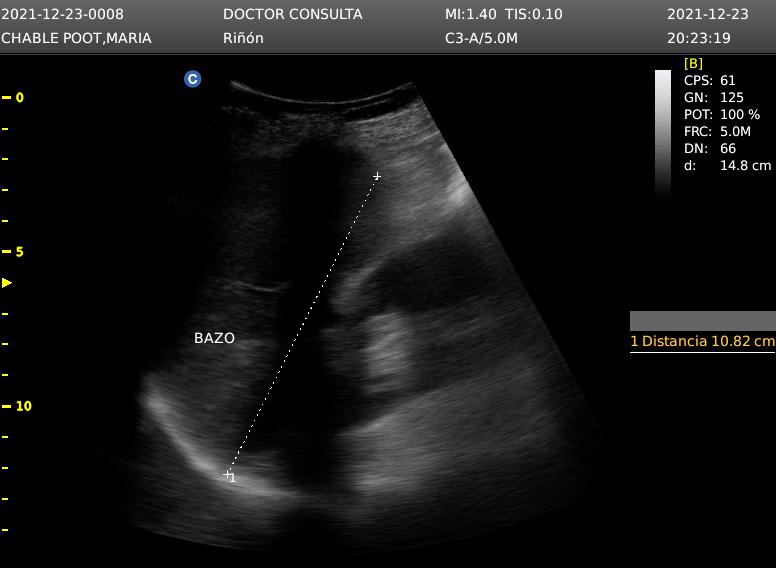 2021-12-23-0008 DOCTOR CONSULTA MI:1.40 TIS:0.10 2021-12-23
CHABLE POOT,MARIA Riñón C3-A/5.0M 20:23:19
C
[B]
CPS: 61
GN: 125
POT: 100 %
FRC: 5.0M
DN: 66
d: 14.8 cm
0
5
10
BAZO
1 Distancia 10.82 cm
1